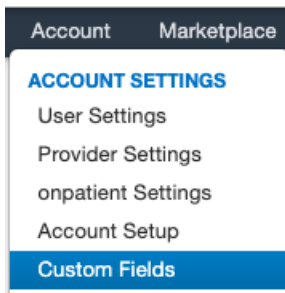 Account Marketplace
ACCOUNT SETTINGS
User Settings
Provider Settings
onpatient Settings
Account Setup
Custom Fields